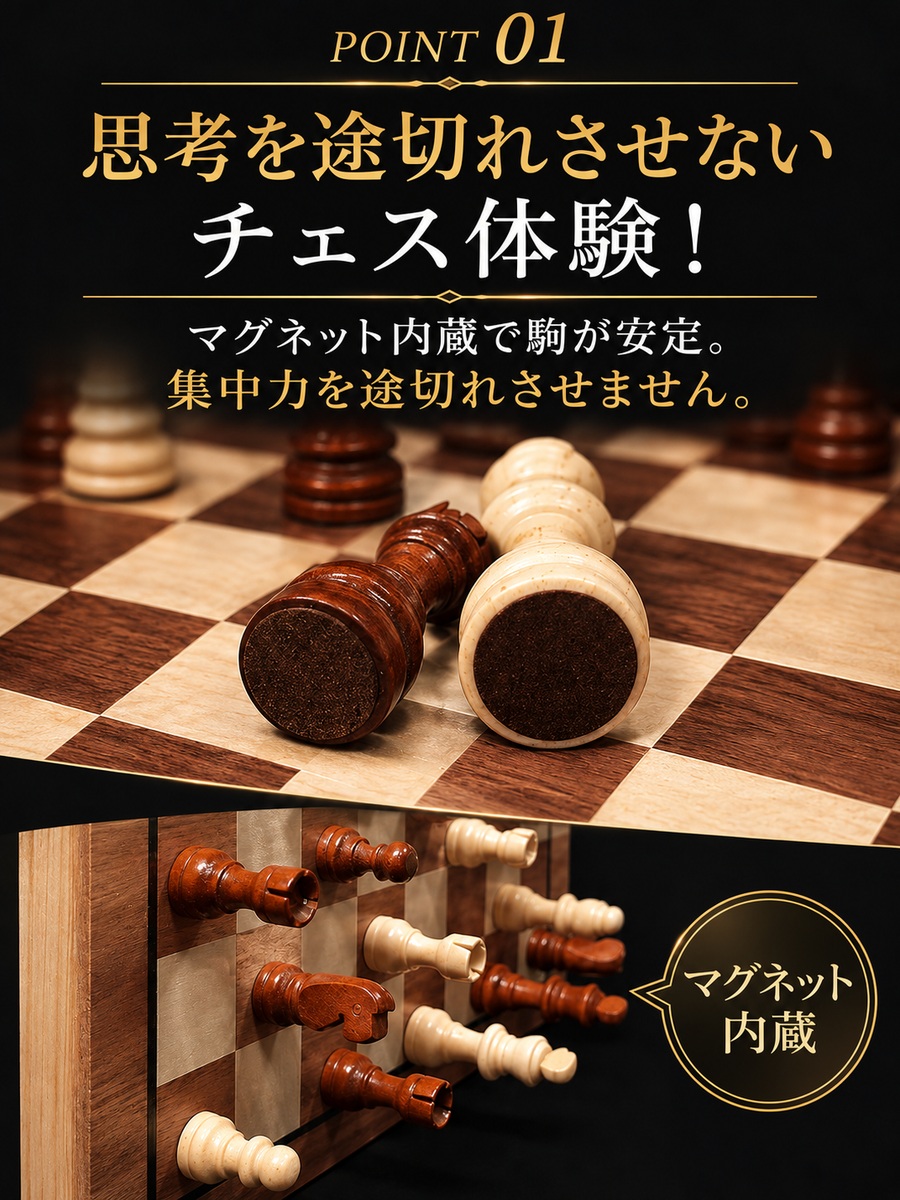 POINT 01
思考を途切れさせない
チェス体験！
マグネット内蔵で駒が安定。
集中力を途切れさせません。
マグネット
内蔵